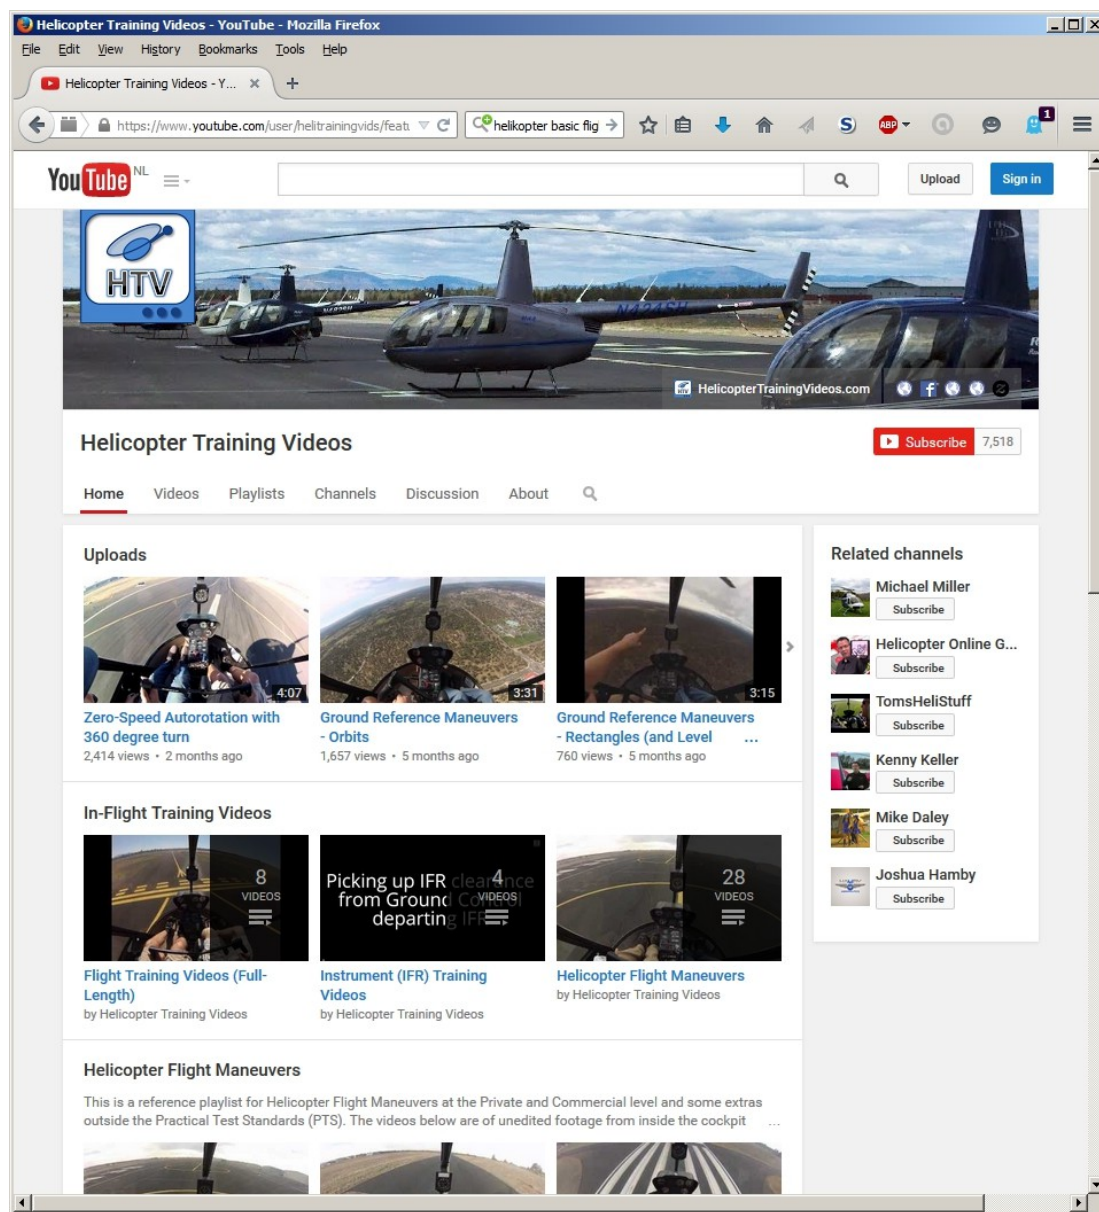 Helicopter Training Videos - YouTube - Mozilla Firefox
File Edit View History Bookmarks Tools Help
Helicopter Training Videos - Y...
https://www.youtube.com/user/helitrainingvids/featu
helikopter basic flig
ABP
1
YouTube NL
Upload
Sign in
HTV
N424SH
HelicopterTrainingVideos.com
Helicopter Training Videos
Subscribe 7,518
Home Videos Playlists Channels Discussion About
Uploads
4:07
3:31
3:15
Zero-Speed Autorotation with
360 degree turn
2,414 views • 2 months ago
Ground Reference Maneuvers
- Orbits
1,657 views • 5 months ago
Ground Reference Maneuvers
- Rectangles (and Level ...
760 views • 5 months ago
In-Flight Training Videos
8
VIDEOS
Picking up IFR clearance
from Ground Control
departing IFR
4
VIDEOS
28
VIDEOS
Flight Training Videos (Full-
Length)
by Helicopter Training Videos
Instrument (IFR) Training
Videos
by Helicopter Training Videos
Helicopter Flight Maneuvers
by Helicopter Training Videos
Helicopter Flight Maneuvers
This is a reference playlist for Helicopter Flight Maneuvers at the Private and Commercial level and some extras
outside the Practical Test Standards (PTS). The videos below are of unedited footage from inside the cockpit ...
Related channels
Michael Miller
Subscribe
Helicopter Online G...
Subscribe
TomsHeliStuff
Subscribe
Kenny Keller
Subscribe
Mike Daley
Subscribe
Joshua Hamby
Subscribe